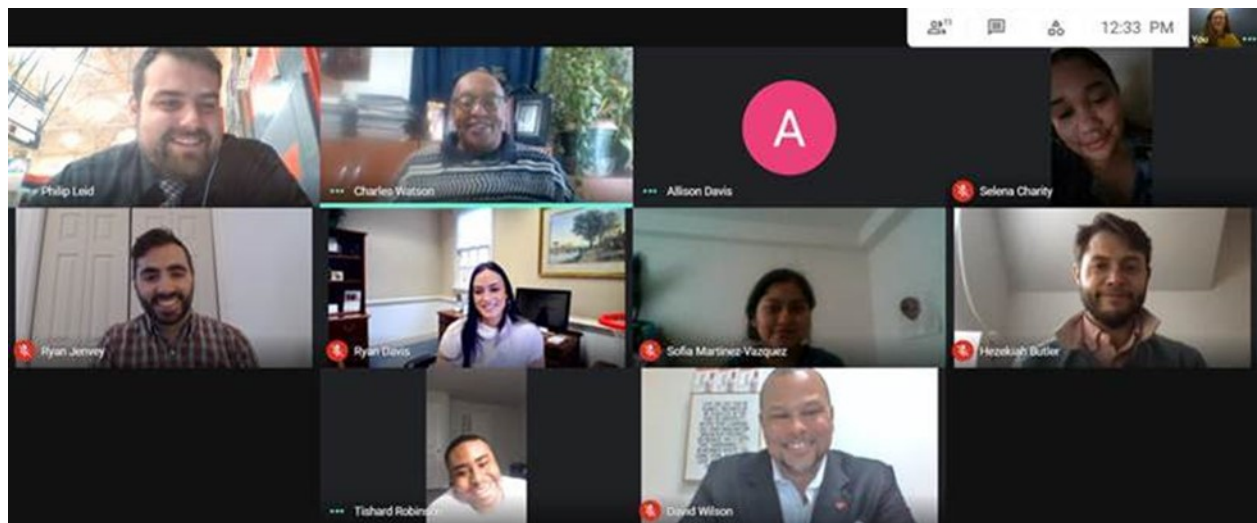 12:33 PM
You
Philip Leid
Charles Watson
A
Allison Davis
Selena Charity
Ryan Jenvey
Ryan Davis
Sofia Martinez-Vazquez
Hezekiah Butler
Tishard Robinson
David Wilson